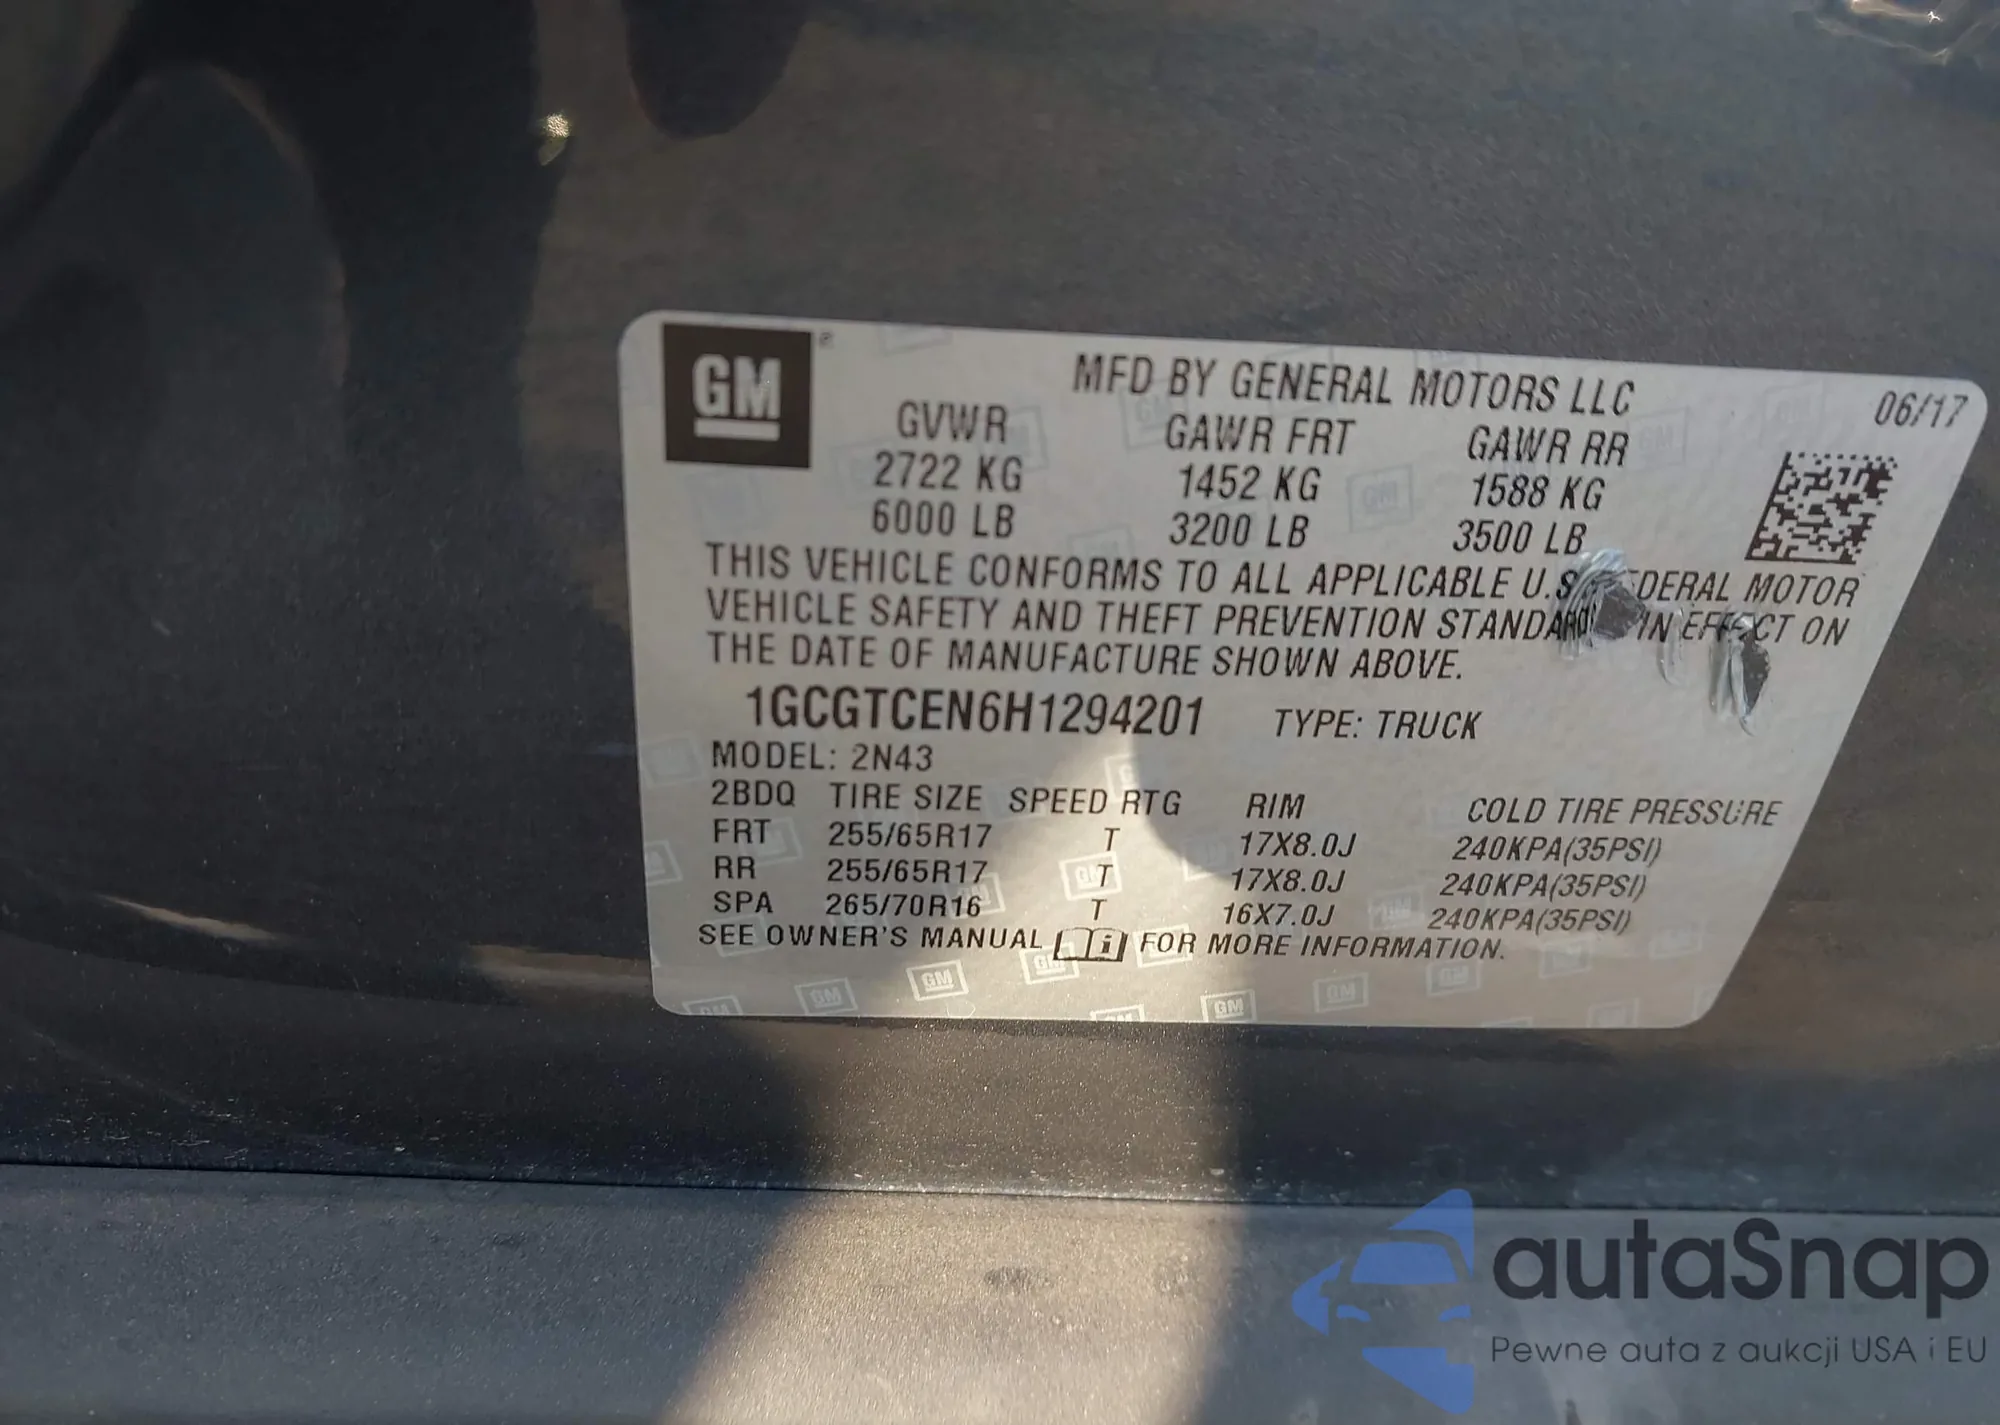 GM®
MFD BY GENERAL MOTORS LLC 06/17
GVWR GAWR FRT GAWR RR
2722 KG 1452 KG 1588 KG
6000 LB 3200 LB 3500 LB
THIS VEHICLE CONFORMS TO ALL APPLICABLE U.S. DERAL MOTOR
VEHICLE SAFETY AND THEFT PREVENTION STANDARD IN EFFECT ON
THE DATE OF MANUFACTURE SHOWN ABOVE.
1GCGTCEN6H1294201 TYPE: TRUCK
MODEL: 2N43
2BDQ TIRE SIZE SPEED RTG RIM COLD TIRE PRESSURE
FRT 255/65R17 T 17X8.0J 240KPA(35PSI)
RR 255/65R17 T 17X8.0J 240KPA(35PSI)
SPA 265/70R16 T 16X7.0J 240KPA(35PSI)
SEE OWNER'S MANUAL i FOR MORE INFORMATION.
autaSnap
Pewne auta z aukcji USA i EU